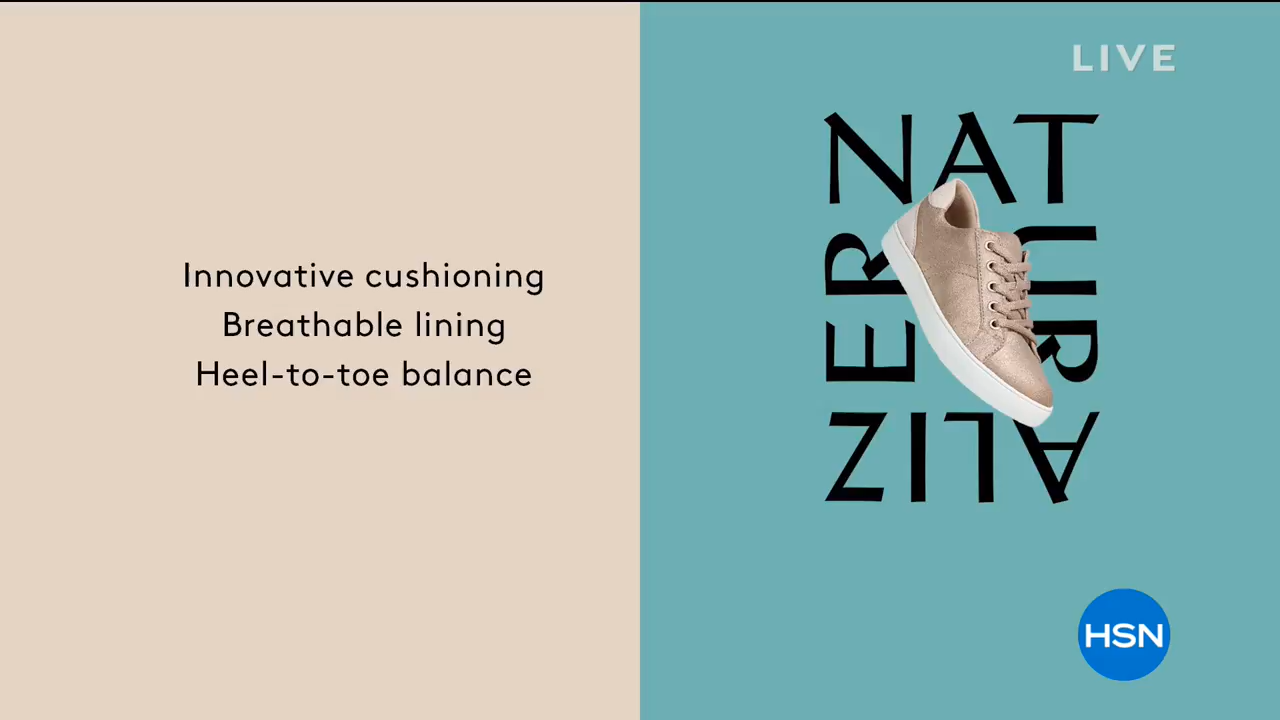 Innovative cushioning
Breathable lining
Heel-to-toe balance
LIVE
NATURALIZER
HSN